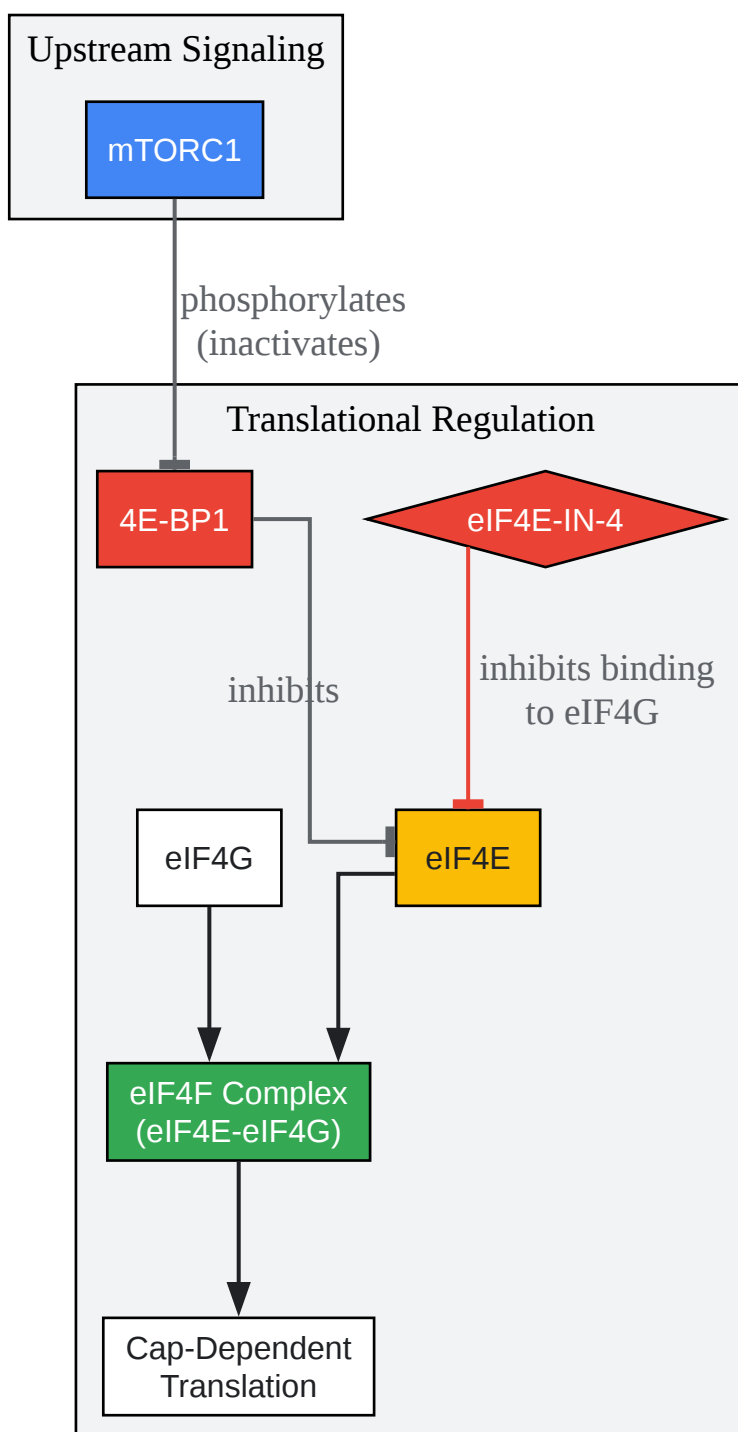 Upstream Signaling
mTORC1
phosphorylates
(inactivates)
Translational Regulation
4E-BP1
eIF4E-IN-4
inhibits
inhibits binding
to eIF4G
eIF4G
eIF4E
eIF4F Complex
(eIF4E-eIF4G)
Cap-Dependent
Translation